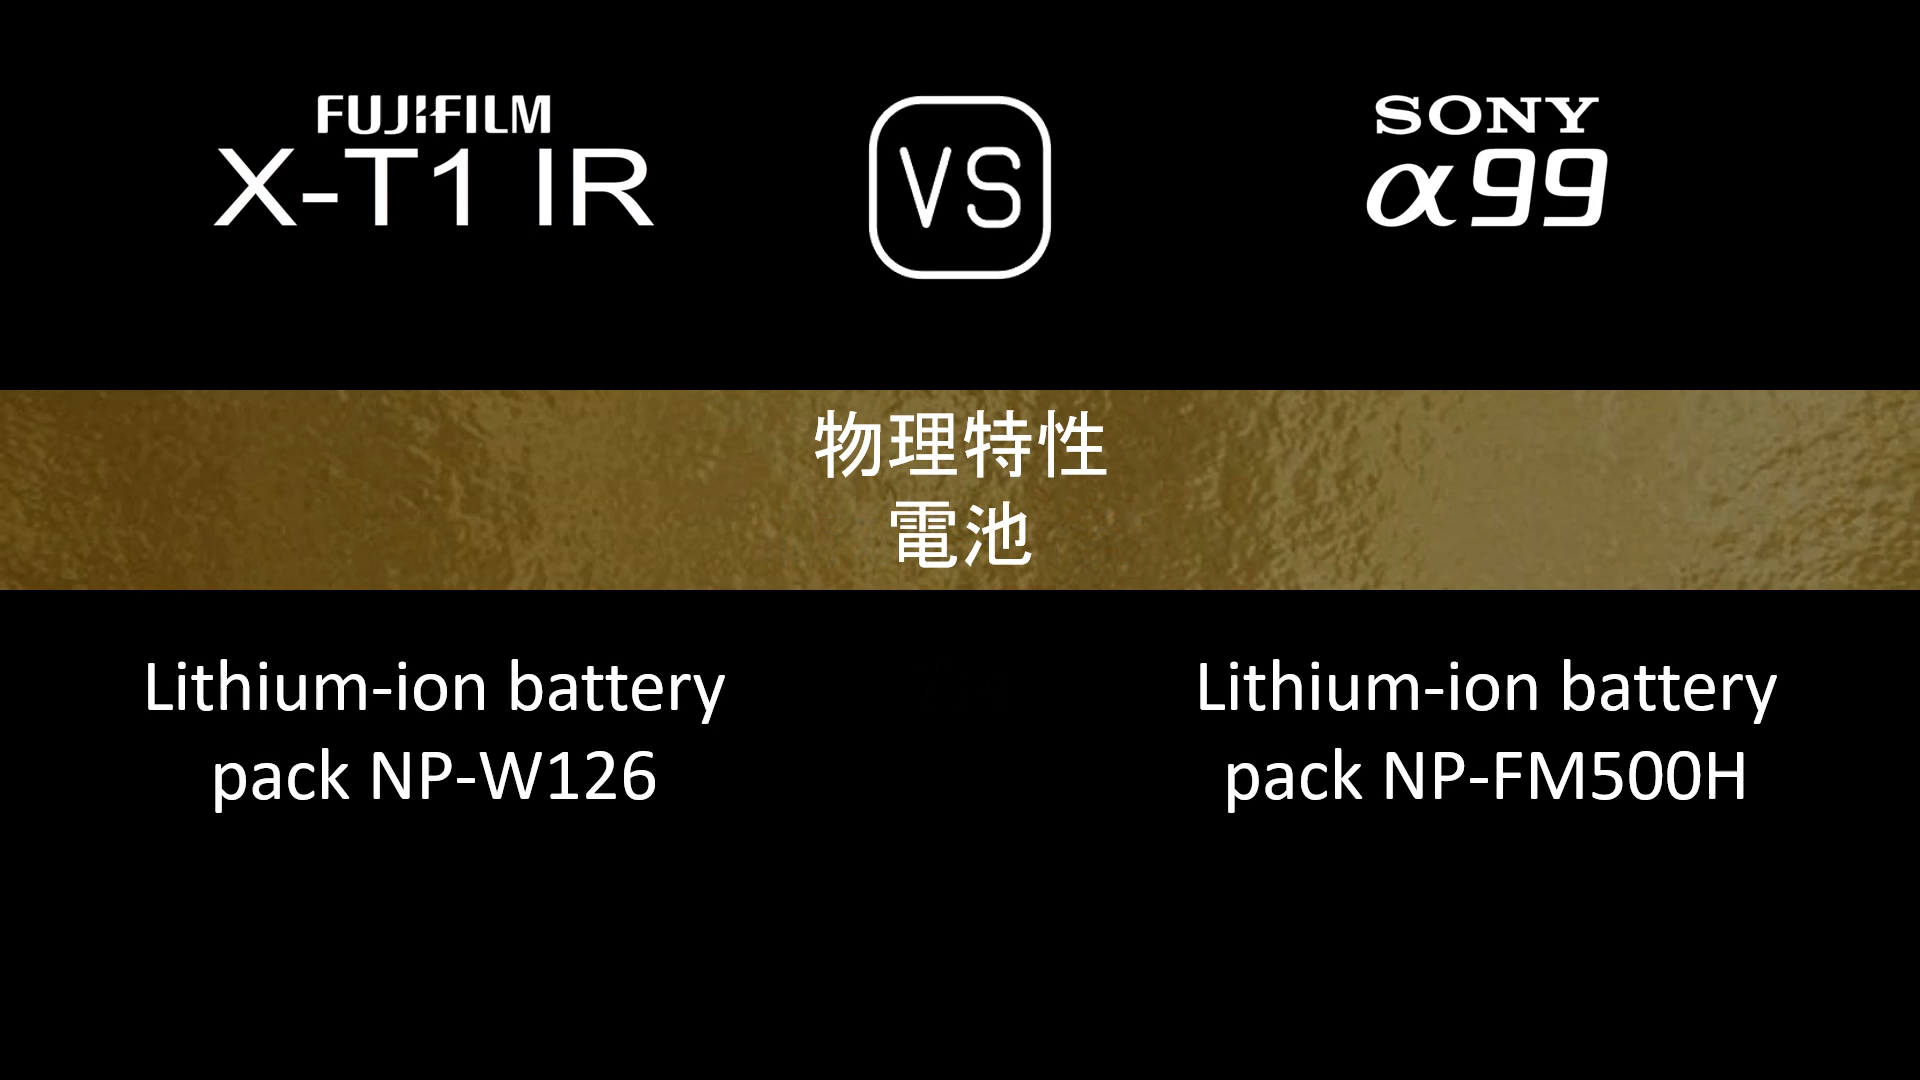 FUJIFILM
X-T1 IR
VS
SONY
α99
物理特性
電池
Lithium-ion battery
pack NP-W126
Lithium-ion battery
pack NP-FM500H